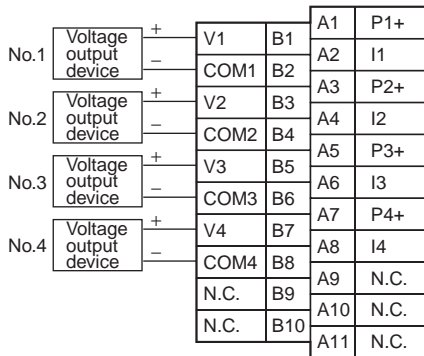 A1 P1+
No.1 Voltage output device + V1 B1
A2 I1
– COM1 B2
A3 P2+
No.2 Voltage output device + V2 B3
A4 I2
– COM2 B4
A5 P3+
No.3 Voltage output device + V3 B5
A6 I3
– COM3 B6
A7 P4+
No.4 Voltage output device + V4 B7
A8 I4
– COM4 B8
A9 N.C.
N.C. B9
A10 N.C.
N.C. B10
A11 N.C.